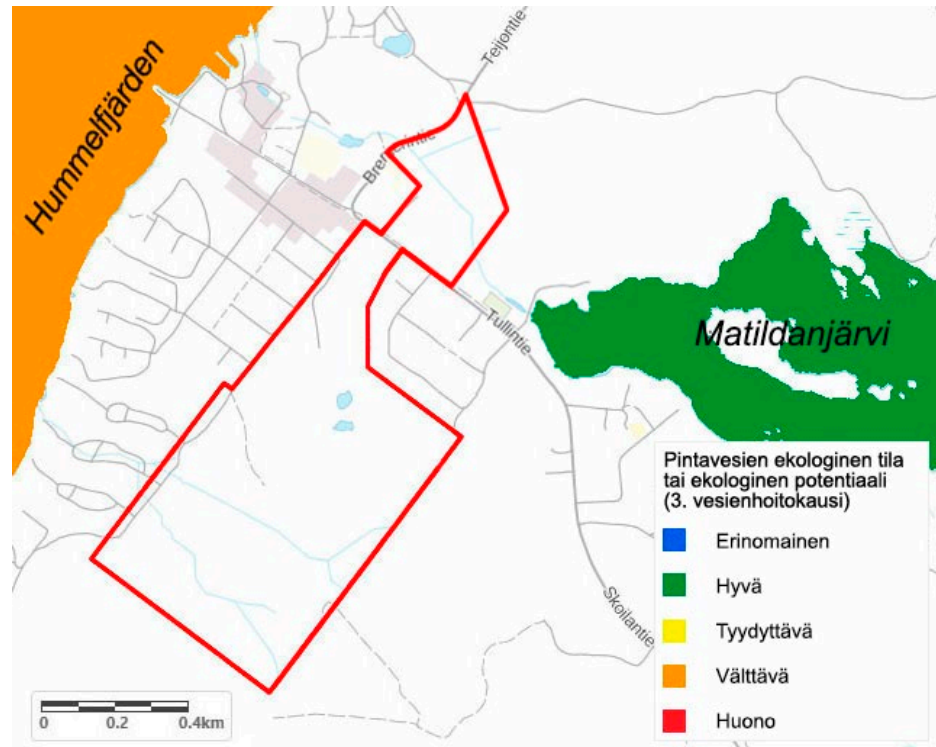 Hummelfjärden
Teijontie
Bremerintie
Tullintie
Matildanjärvi
Skoilantie
Pintavesien ekologinen tila
tai ekologinen potentiaali
(3. vesienhoitokausi)
Erinomainen
Hyvä
Tyydyttävä
Välttävä
Huono
0 0.2 0.4km